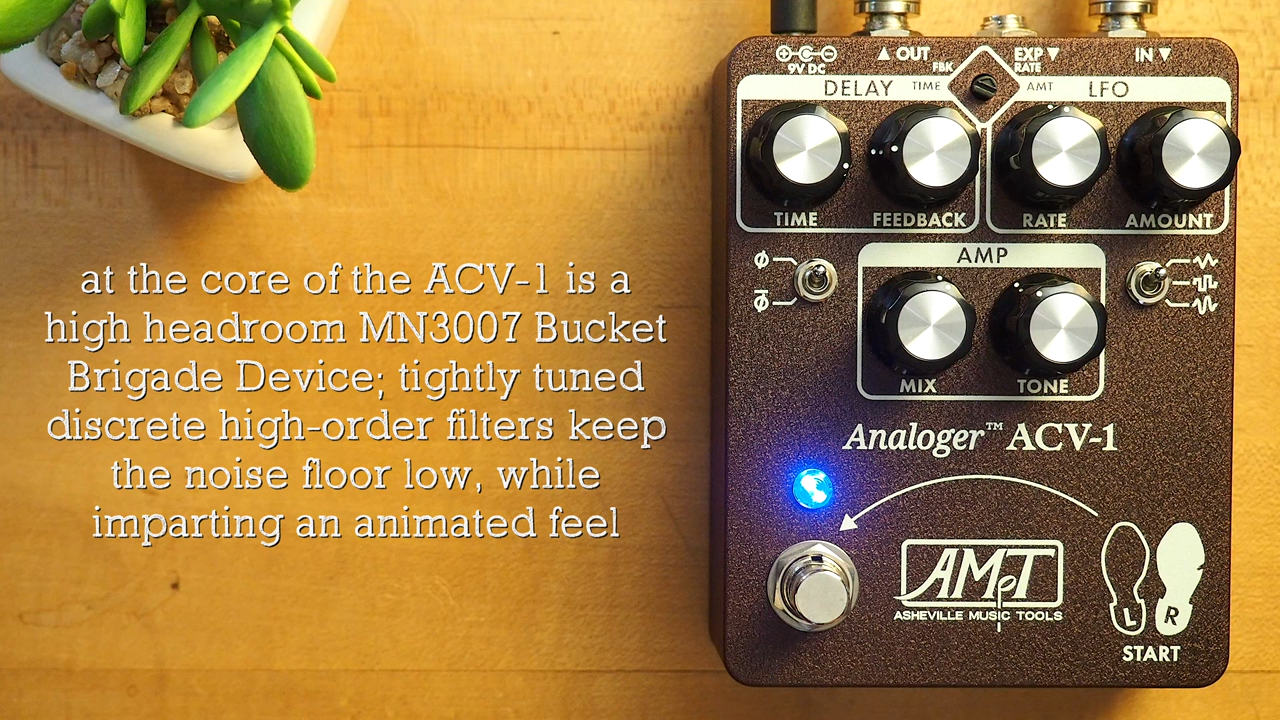 at the core of the ACV-1 is a
high headroom MN3007 Bucket
Brigade Device; tightly tuned
discrete high-order filters keep
the noise floor low, while
imparting an animated feel
9V DC
▲ OUT
EXP ▼
IN ▼
FBK
RATE
DELAY
TIME
AMT
LFO
TIME
FEEDBACK
RATE
AMOUNT
AMP
MIX
TONE
Analoger™ ACV-1
AMT
ASHEVILLE MUSIC TOOLS
L R
START